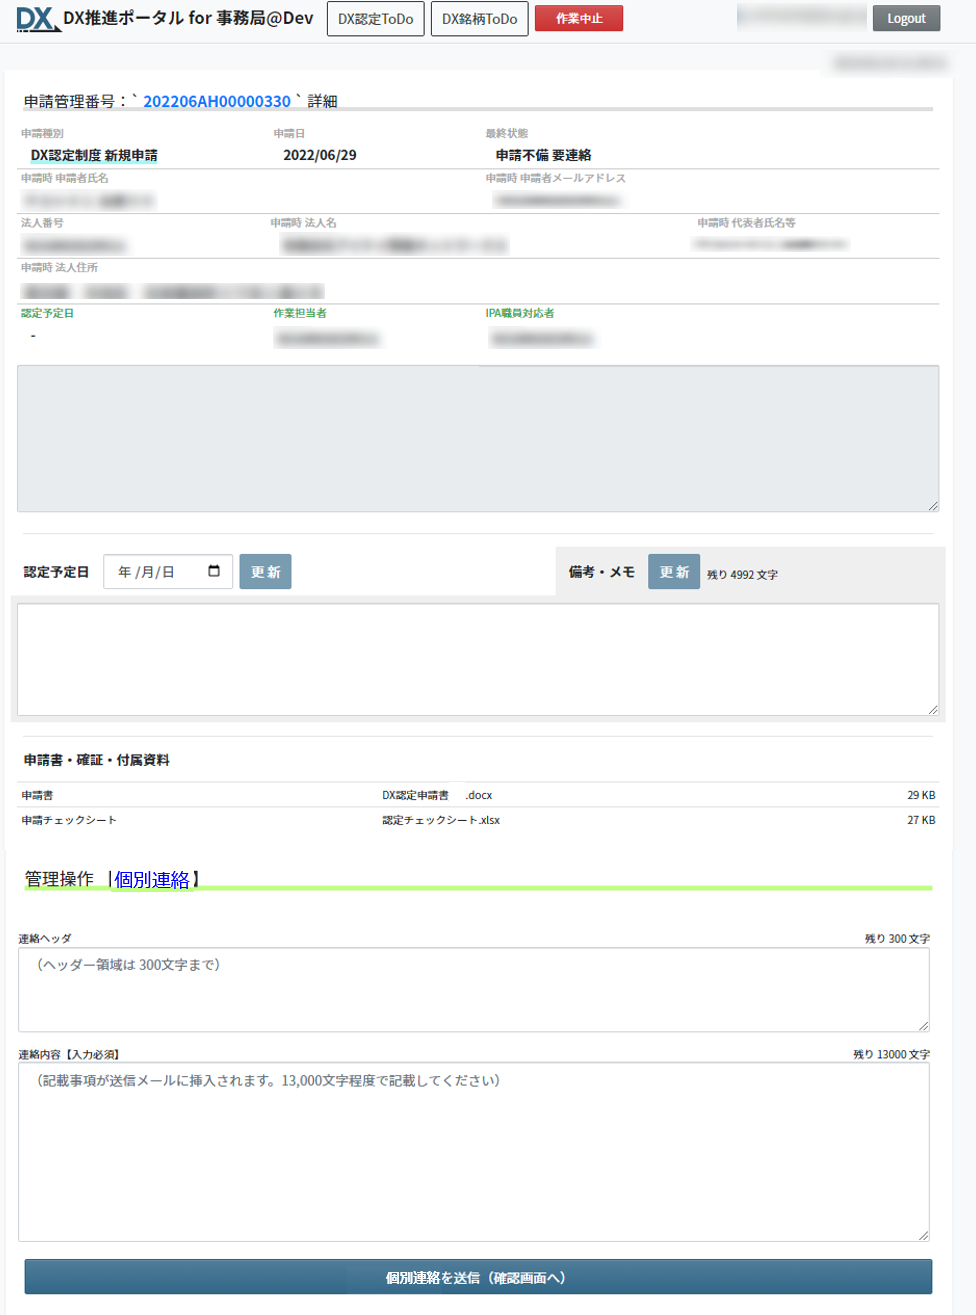 DX DX推進ポータル for 事務局@Dev DX認定ToDo DX銘柄ToDo 作業中止 Logout
申請管理番号：` 202206AH00000330 ` 詳細
申請種別 申請日 最終状態
DX認定制度 新規申請 2022/06/29 申請不備 要連絡
申請時 申請者氏名 申請時 申請者メールアドレス
法人番号 申請時 法人名 申請時 代表者氏名等
申請時 法人住所
認定予定日 作業担当者 IPA職員対応者
-
認定予定日 年 /月/日 更新 備考・メモ 更新 残り 4992 文字
申請書・確証・付属資料
申請書 DX認定申請書 .docx 29 KB
申請チェックシート 認定チェックシート.xlsx 27 KB
管理操作 |個別連絡】
連絡ヘッダ 残り 300 文字
（ヘッダー領域は 300文字まで）
連絡内容【入力必須】 残り 13000 文字
（記載事項が送信メールに挿入されます。13,000文字程度で記載してください）
個別連絡を送信（確認画面へ）